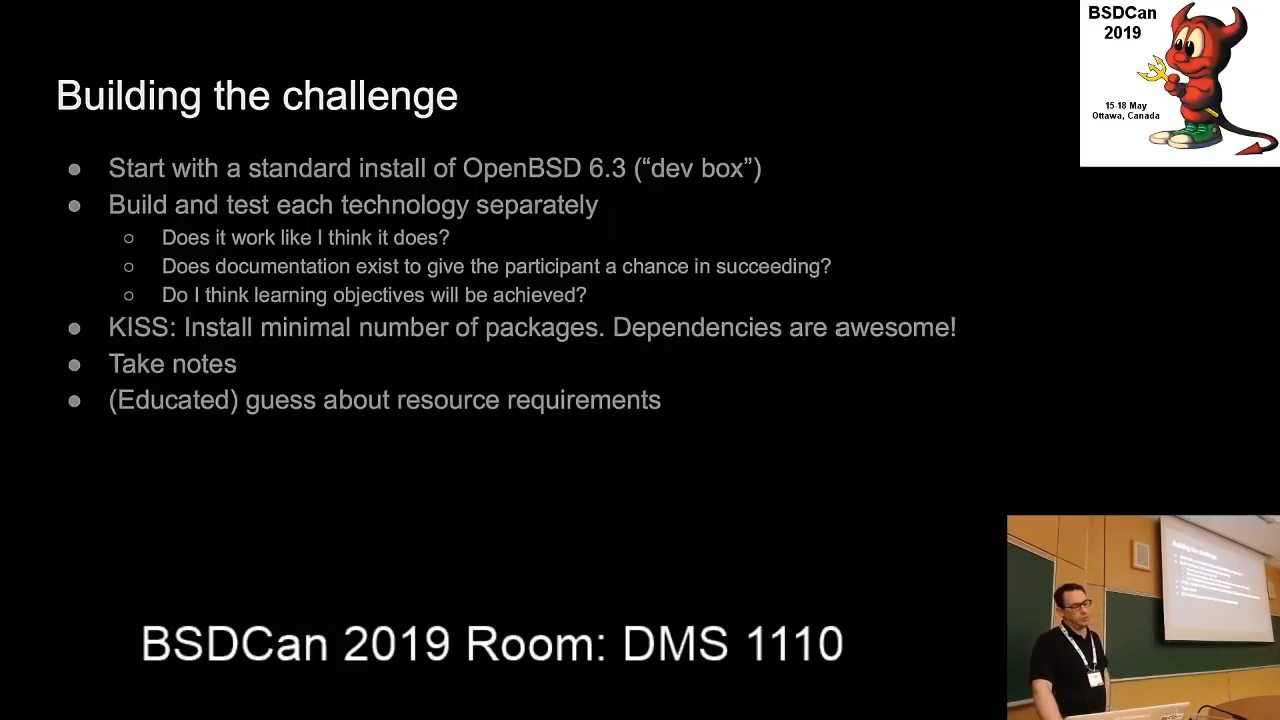 BSDCan
2019
15-18 May
Ottawa, Canada
Building the challenge
Start with a standard install of OpenBSD 6.3 (“dev box”)
Build and test each technology separately
Does it work like I think it does?
Does documentation exist to give the participant a chance in succeeding?
Do I think learning objectives will be achieved?
KISS: Install minimal number of packages. Dependencies are awesome!
Take notes
(Educated) guess about resource requirements
Building the challenge
BSDCan 2019 Room: DMS 1110